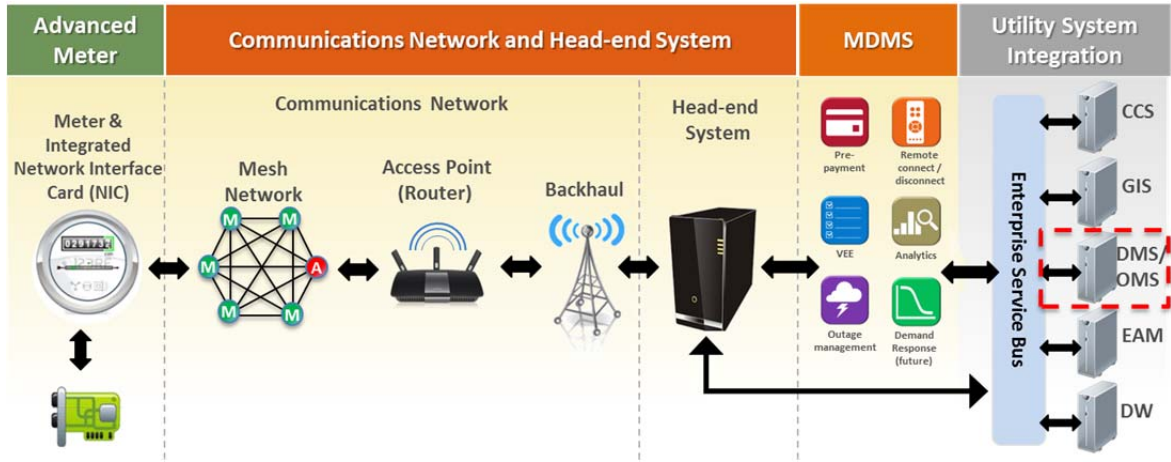 Advanced
Meter
Communications Network and Head-end System
MDMS
Utility System
Integration
Communications Network
Meter &
Integrated
Network Interface
Card (NIC)
Mesh
Network
M
M
M
A
M
M
Access Point
(Router)
Backhaul
Head-end
System
Pre-
payment
Remote
connect /
disconnect
VEE
Analytics
Outage
management
Demand
Response
(future)
Enterprise Service Bus
CCS
GIS
DMS/
OMS
EAM
DW